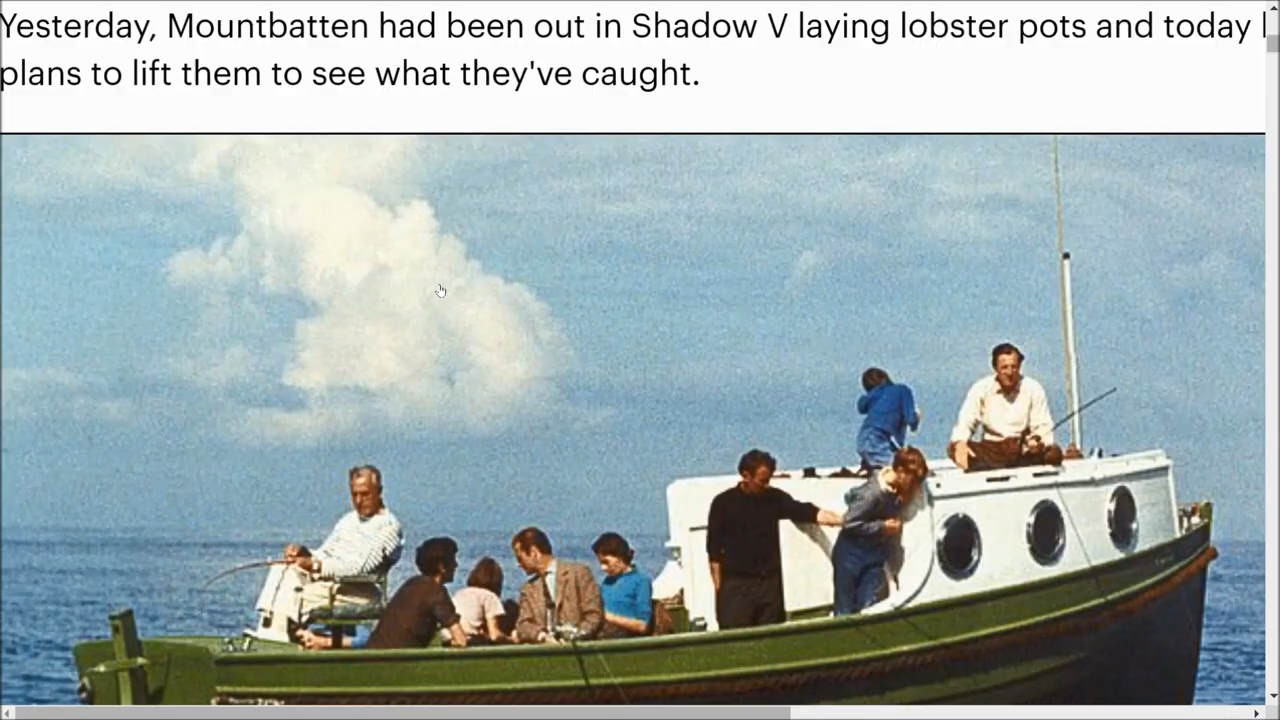 Yesterday, Mountbatten had been out in Shadow V laying lobster pots and today
plans to lift them to see what they've caught.